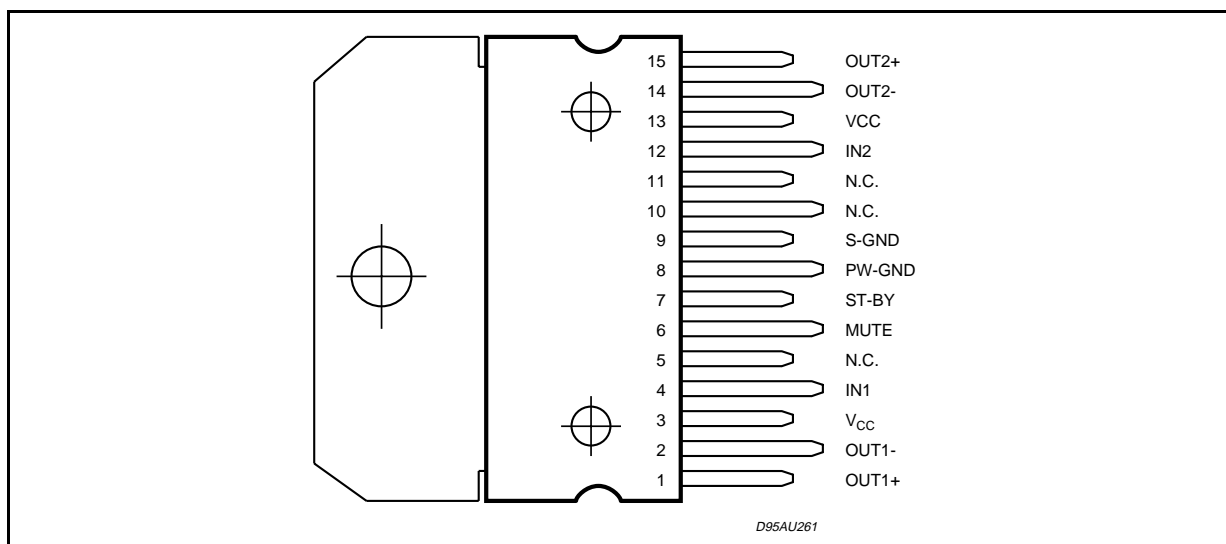 15 OUT2+
14 OUT2-
13 VCC
12 IN2
11 N.C.
10 N.C.
9 S-GND
8 PW-GND
7 ST-BY
6 MUTE
5 N.C.
4 IN1
3 VCC
2 OUT1-
1 OUT1+
D95AU261